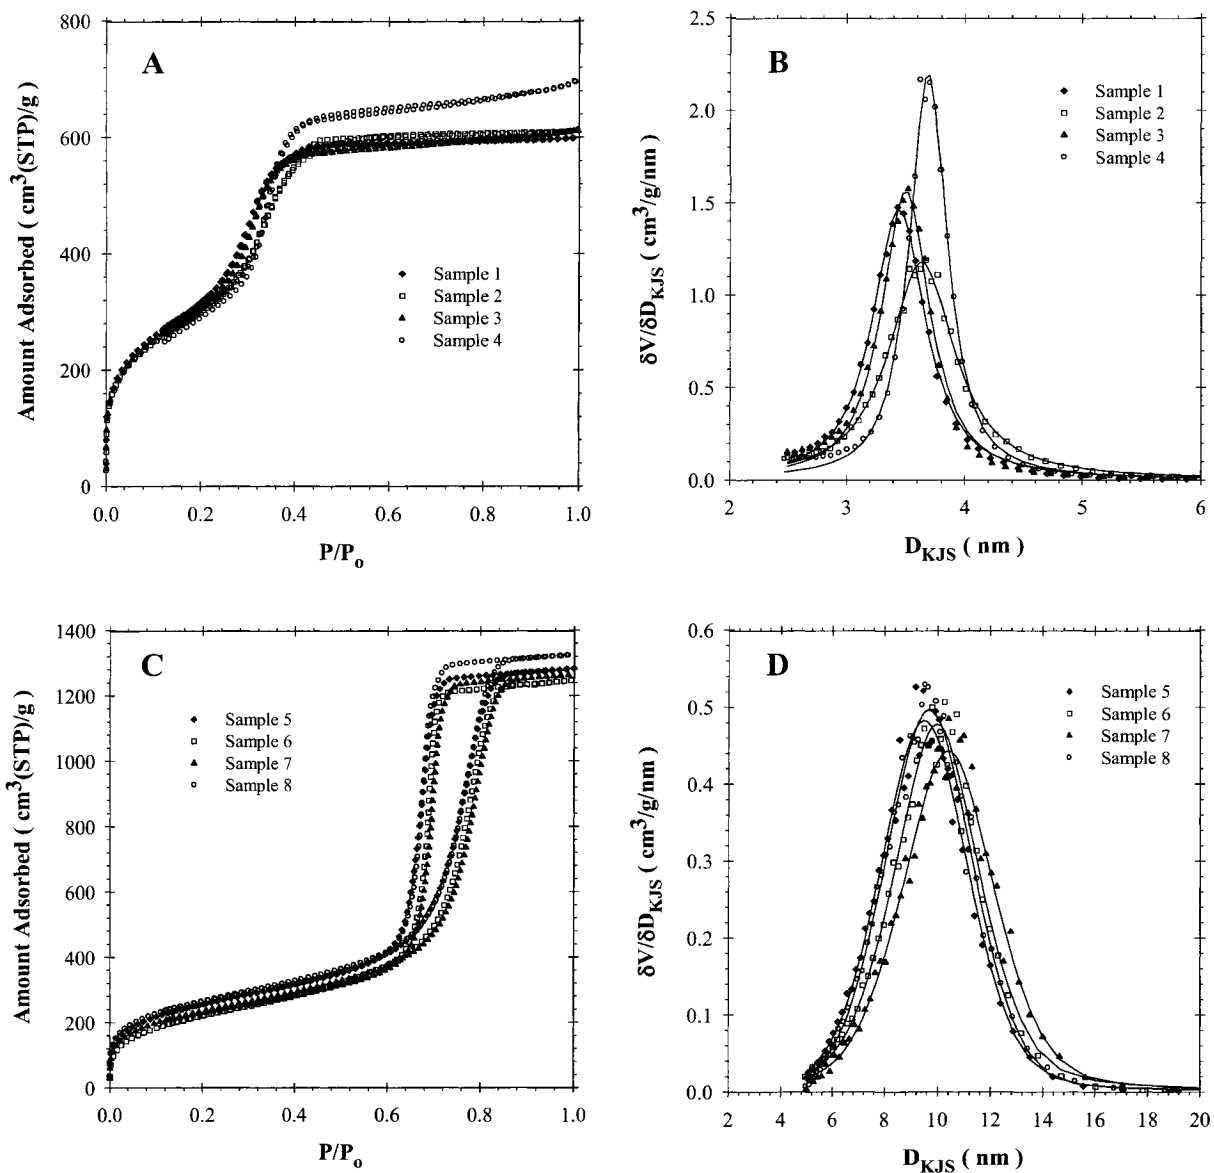 A
Amount Adsorbed ( cm³(STP)/g
800
600
400
200
0
Sample 1
Sample 2
Sample 3
Sample 4
0.0 0.2 0.4 0.6 0.8 1.0
P/Po
B
δV/δD_KJS ( cm³/g/nm)
2.5
2.0
1.5
1.0
0.5
0.0
Sample 1
Sample 2
Sample 3
Sample 4
2 3 4 5 6
D_KJS ( nm )
C
Amount Adsorbed ( cm³(STP)/g
1400
1200
1000
800
600
400
200
0
Sample 5
Sample 6
Sample 7
Sample 8
0.0 0.2 0.4 0.6 0.8 1.0
P/Po
D
δV/δD_KJS ( cm³/g/nm)
0.6
0.5
0.4
0.3
0.2
0.1
0.0
Sample 5
Sample 6
Sample 7
Sample 8
2 4 6 8 10 12 14 16 18 20
D_KJS ( nm )